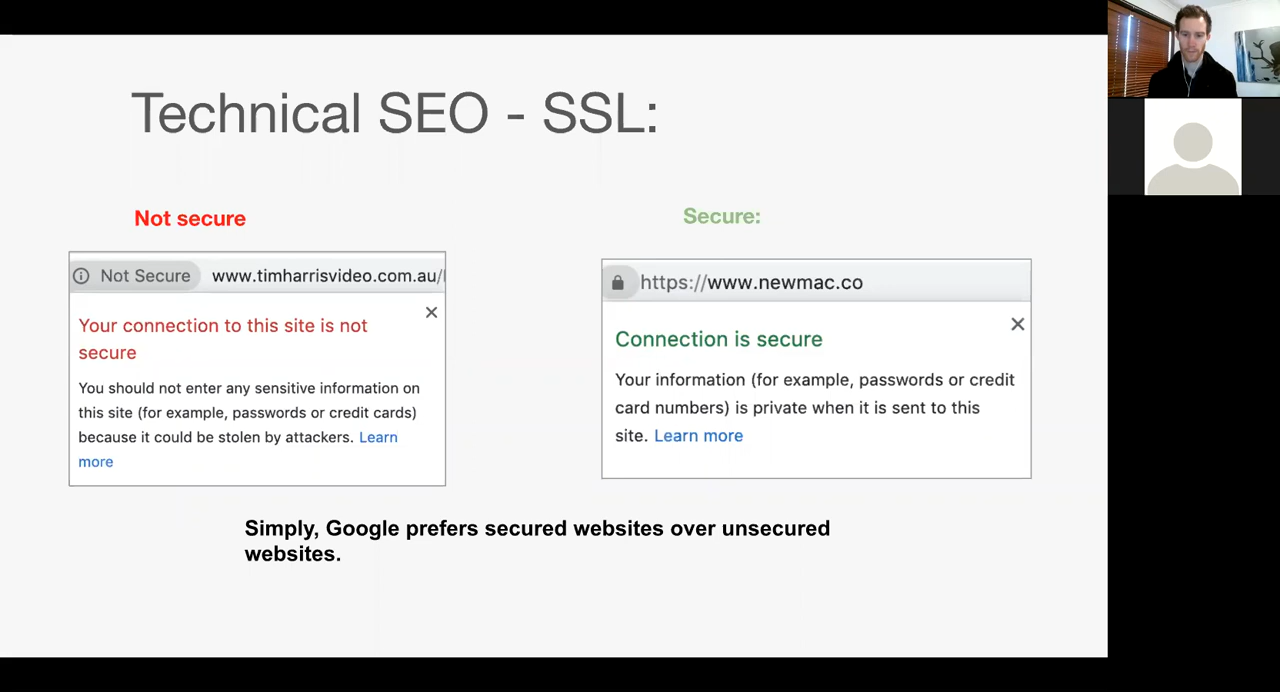 Technical SEO - SSL:
Not secure
Not Secure www.timharrisvideo.com.au/
Your connection to this site is not
secure
You should not enter any sensitive information on
this site (for example, passwords or credit cards)
because it could be stolen by attackers. Learn
more
Secure:
https://www.newmac.co
Connection is secure
Your information (for example, passwords or credit
card numbers) is private when it is sent to this
site. Learn more
Simply, Google prefers secured websites over unsecured
websites.